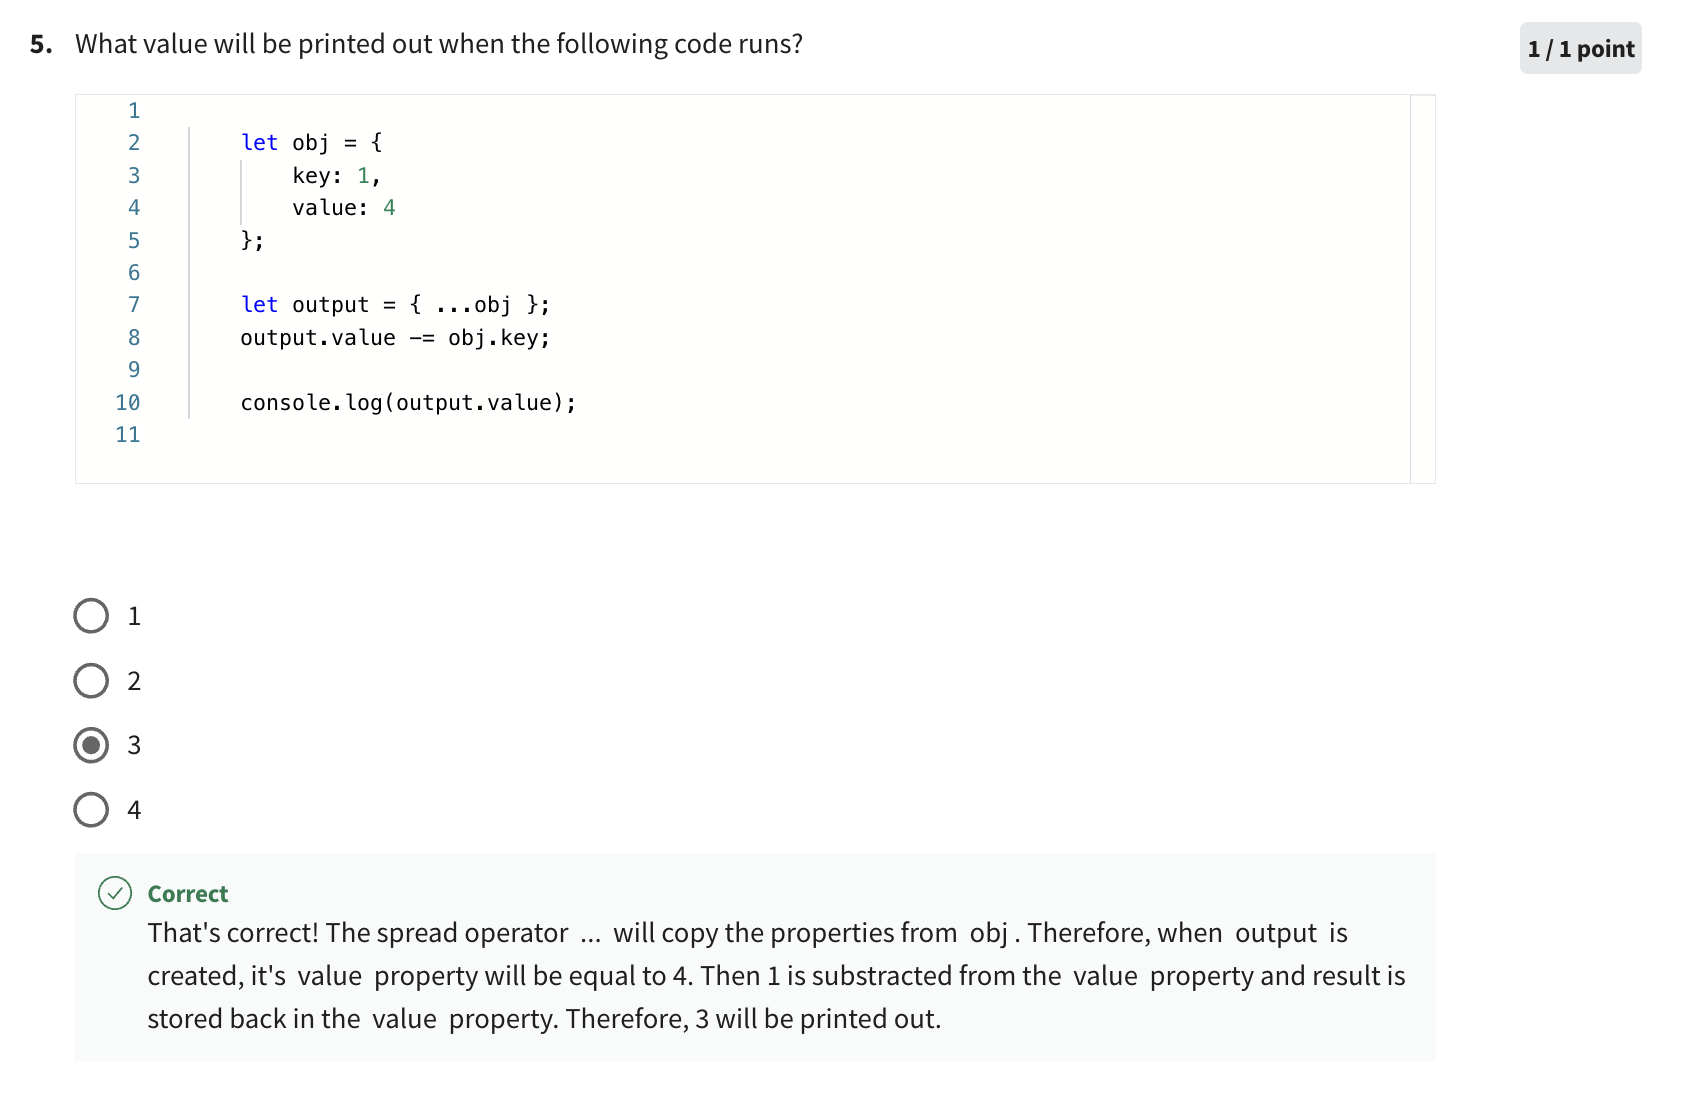 5. What value will be printed out when the following code runs?
1 / 1 point
1
2 let obj = {
3 key: 1,
4 value: 4
5 };
6
7 let output = { ...obj };
8 output.value -= obj.key;
9
10 console.log(output.value);
11
1
2
3
4
Correct
That's correct! The spread operator ... will copy the properties from obj . Therefore, when output is
created, it's value property will be equal to 4. Then 1 is substracted from the value property and result is
stored back in the value property. Therefore, 3 will be printed out.